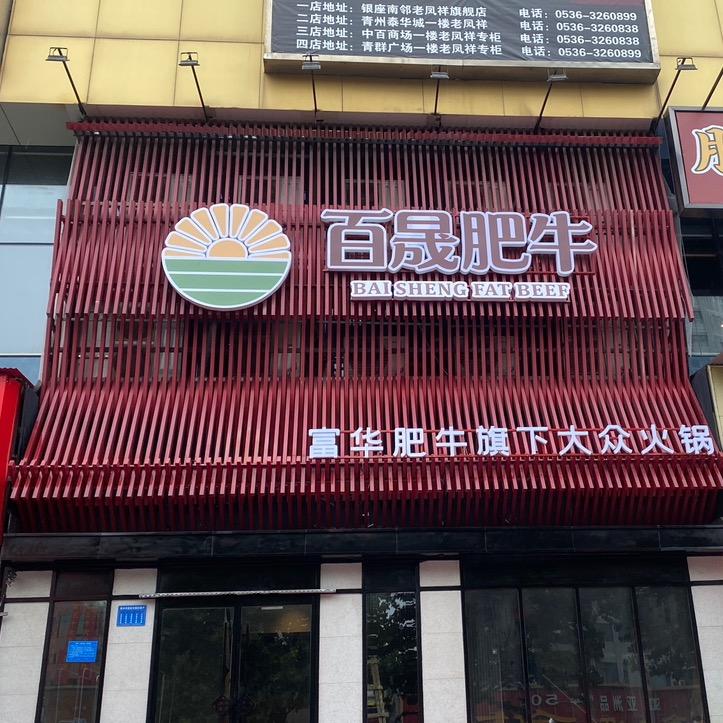 一店地址：银座南邻老凤祥旗舰店 电话：0536-3260899
二店地址：青州泰华城一楼老凤祥 电话：0536-3260838
三店地址：中百商场一楼老凤祥专柜 电话：0536-3260838
四店地址：青群广场一楼老凤祥专柜 电话：0536-3260899
百晟肥牛
BAI SHENG FAT BEEF
富华肥牛旗下大众火锅